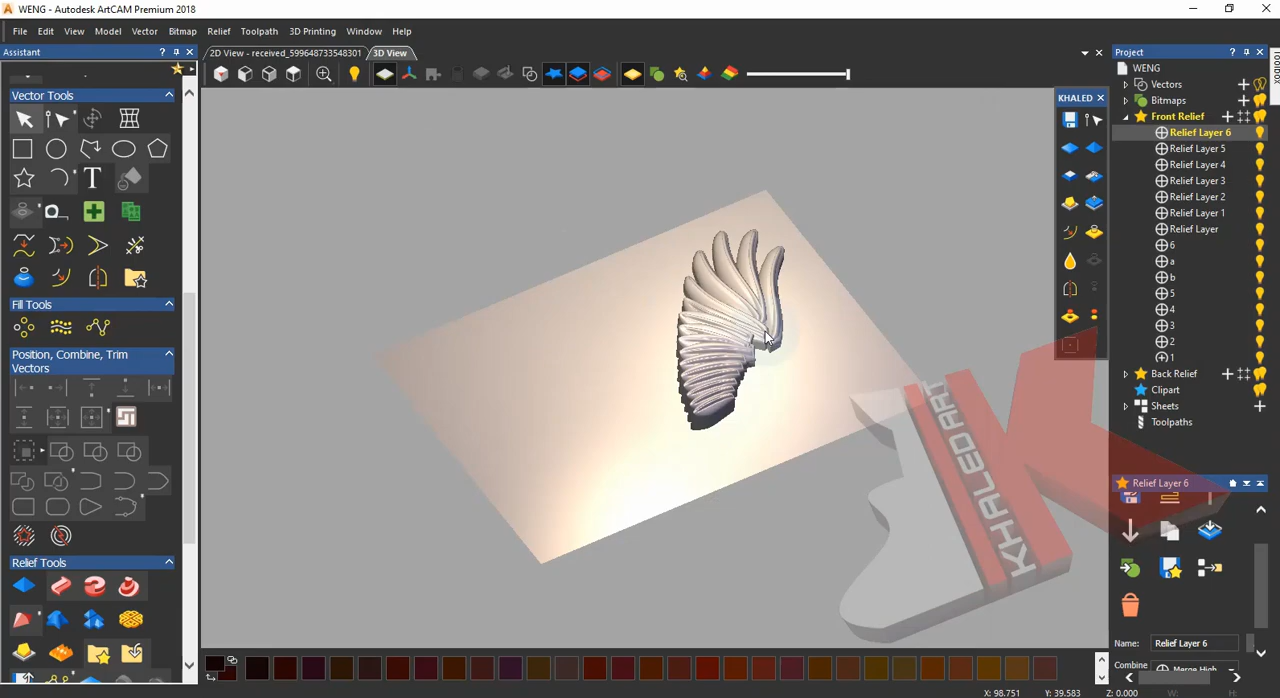 WENG - Autodesk ArtCAM Premium 2018
File Edit View Model Vector Bitmap Relief Toolpath 3D Printing Window Help
Assistant
2D View - received_599648733548301
3D View
Project
Toolbox
WENG
Vectors
Bitmaps
Front Relief
Relief Layer 6
Relief Layer 5
Relief Layer 4
Relief Layer 3
Relief Layer 2
Relief Layer 1
Relief Layer
6
a
b
5
4
3
2
1
Back Relief
Clipart
Sheets
Toolpaths
KHALED
Vector Tools
Fill Tools
Position, Combine, Trim
Vectors
Relief Tools
KHALED ART
Relief Layer 6
Name: Relief Layer 6
Combine Merge High
X: 98.751 Y: 39.583 Z: 0.000 W: H: